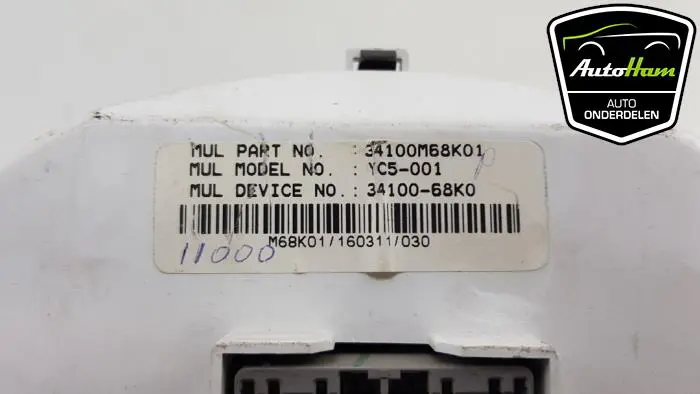 AutoHam
AUTO
ONDERDELEN
MUL PART NO. : 34100M68K01
MUL MODEL NO. : YC5-001
MUL DEVICE NO. : 34100-68K0
M68K01/160311/030
11000